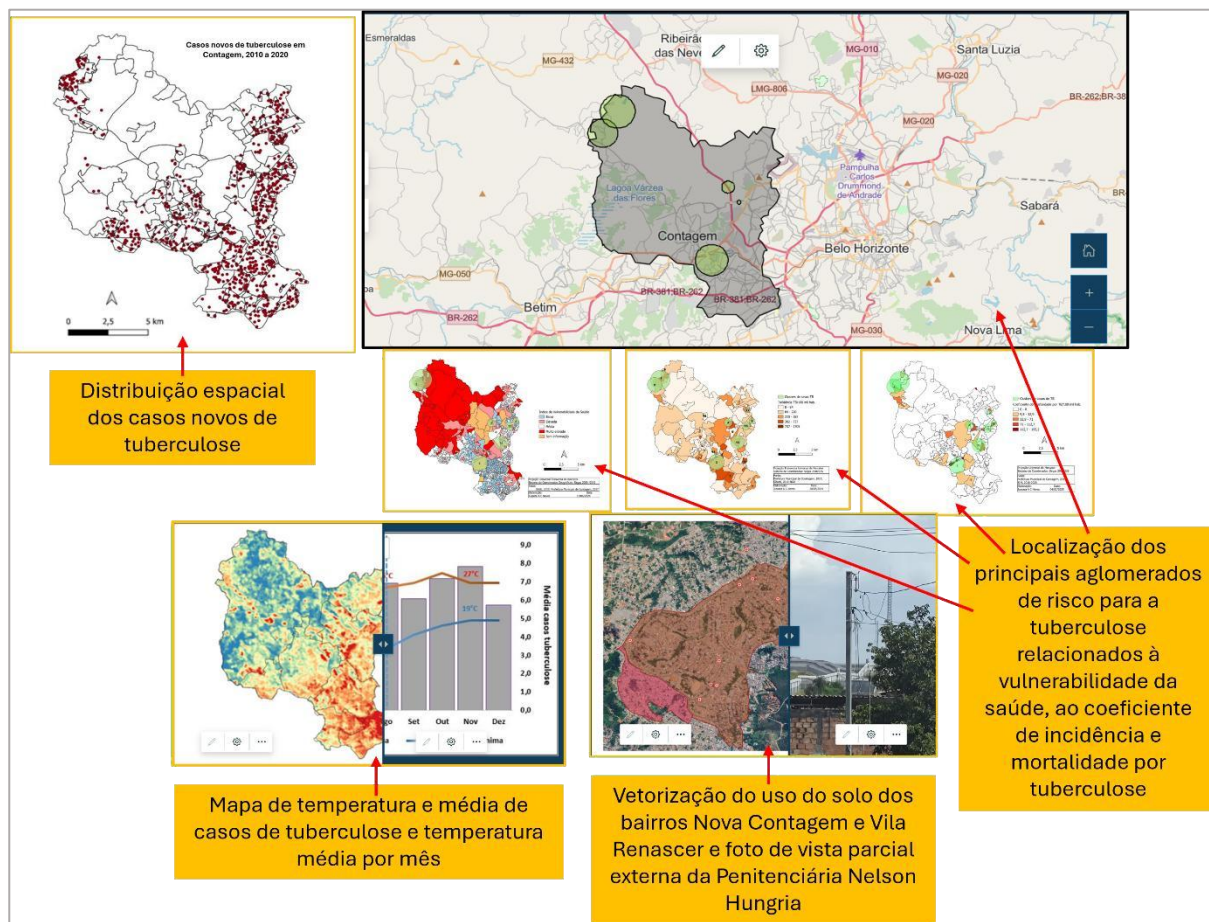 Casos novos de tuberculose em
Contagem, 2010 a 2020
0 2,5 5 km
Esmeraldas
Ribeirão
das Neve
MG-432
MG-010
Santa Luzia
MG-020
LMG-806
BR-262;BR-38
MG-020
Lagoa Várzea
das Flores
Pampulha
- Carlos
Drummond
de Andrade
Sabará
Contagem
Belo Horizonte
MG-050
BR-381;BR-262
BR-381;BR-262
Betim
BR-262
MG-030
Nova Lima
+
−
Distribuição espacial
dos casos novos de
tuberculose
Localização dos
principais aglomerados
de risco para a
tuberculose
relacionados à
vulnerabilidade da
saúde, ao coeficiente
de incidência e
mortalidade por
tuberculose
27°C
15°C
9,0
8,0
7,0
6,0
5,0
4,0
3,0
2,0
1,0
0,0
Média casos tuberculose
go Set Out Nov Dez
nima
Mapa de temperatura e média de
casos de tuberculose e temperatura
média por mês
Vetorização do uso do solo dos
bairros Nova Contagem e Vila
Renascer e foto de vista parcial
externa da Penitenciária Nelson
Hungria